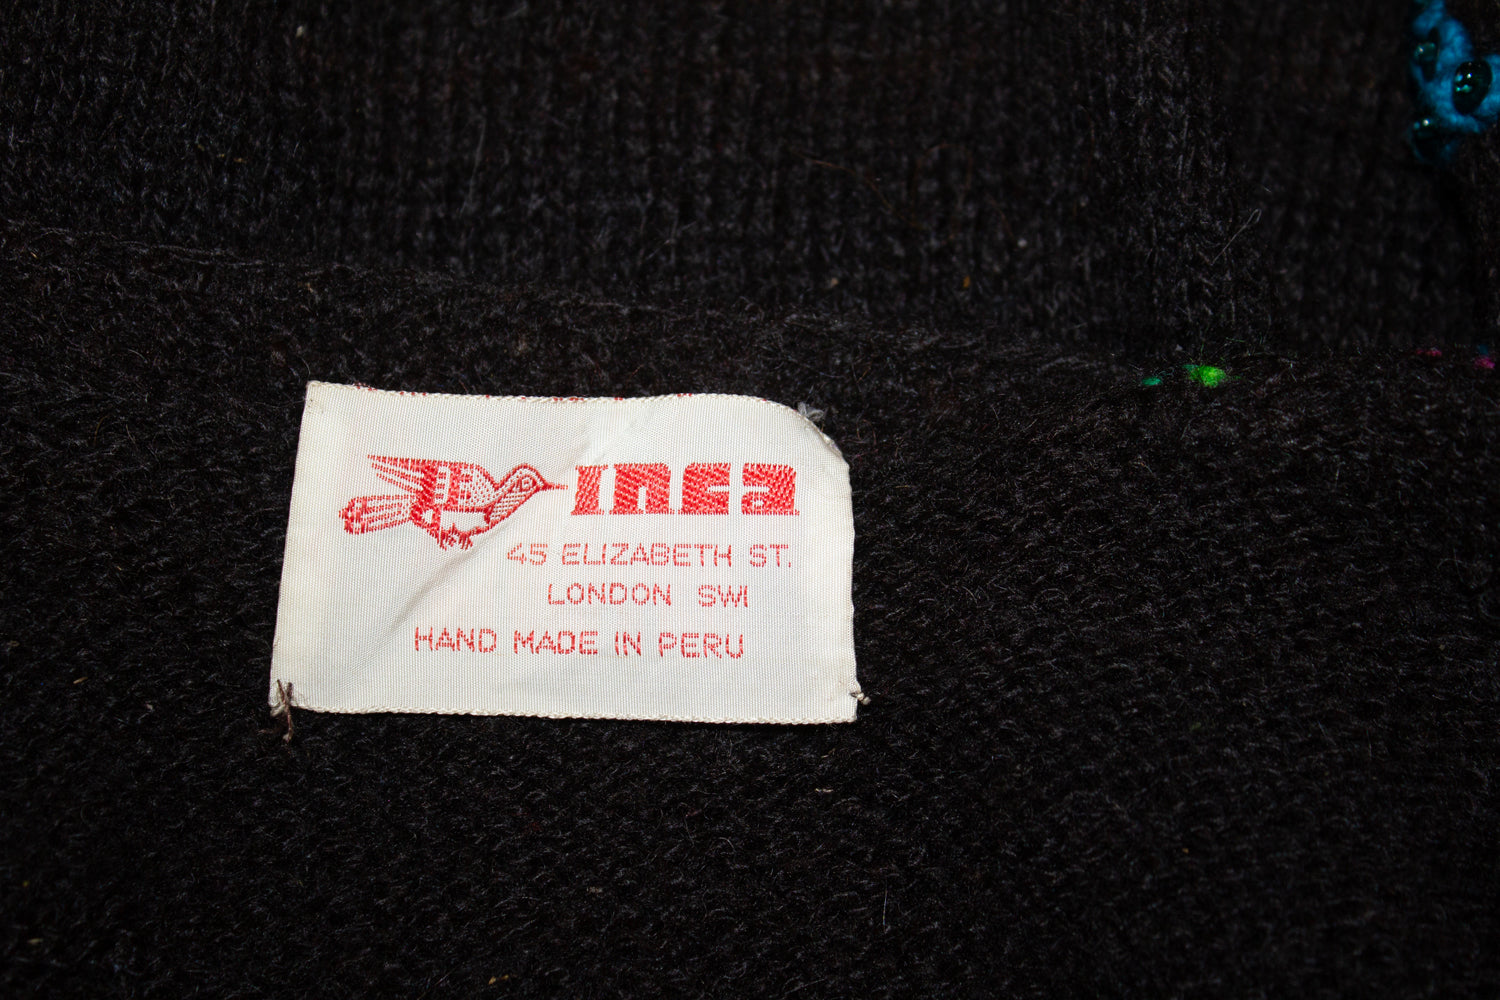 inca
45 ELIZABETH ST.
LONDON SW1
HAND MADE IN PERU